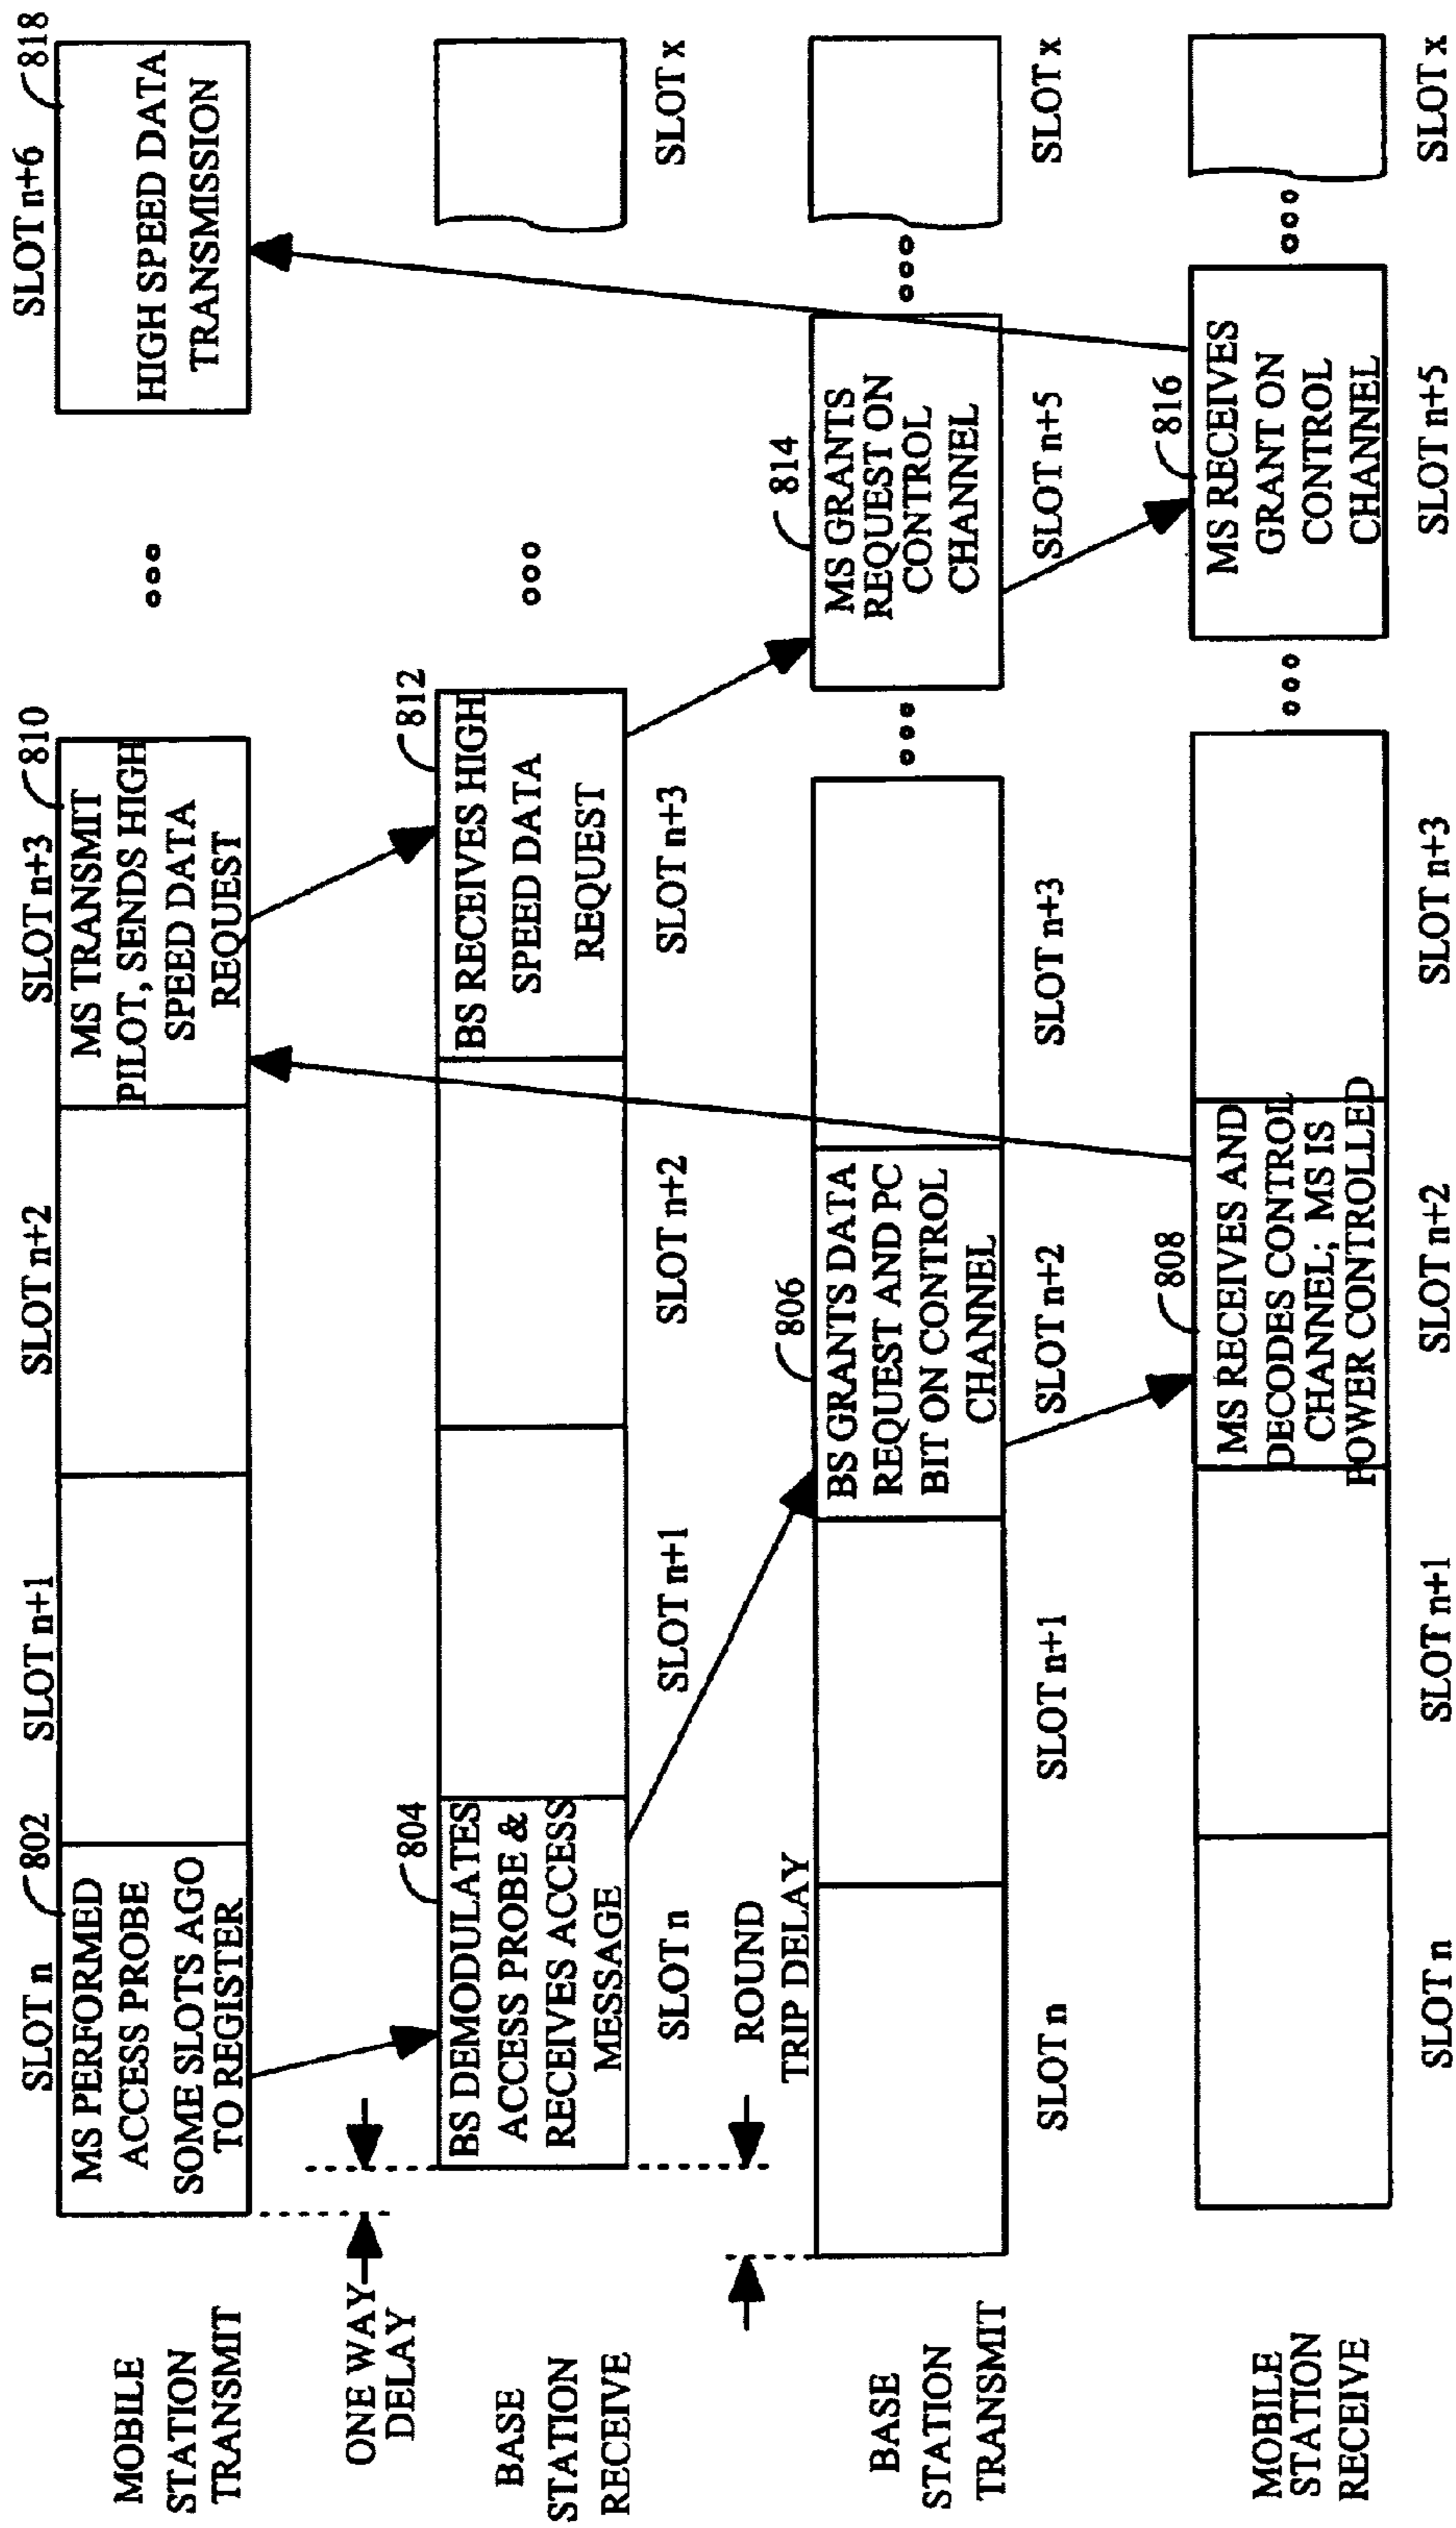 MOBILE
STATION
TRANSMIT
SLOT n
802
MS PERFORMED
ACCESS PROBE
SOME SLOTS AGO
TO REGISTER
SLOT n+1
SLOT n+2
SLOT n+3
810
MS TRANSMIT
PILOT, SENDS HIGH
SPEED DATA
REQUEST
SLOT n+6
818
HIGH SPEED DATA
TRANSMISSION
ONE WAY
DELAY
BASE
STATION
RECEIVE
804
BS DEMODULATES
ACCESS PROBE &
RECEIVES ACCESS
MESSAGE
812
BS RECEIVES HIGH
SPEED DATA
REQUEST
SLOT n
SLOT n+1
SLOT n+2
SLOT n+3
SLOT x
ROUND
TRIP DELAY
BASE
STATION
TRANSMIT
806
BS GRANTS DATA
REQUEST AND PC
BIT ON CONTROL
CHANNEL
814
MS GRANTS
REQUEST ON
CONTROL
CHANNEL
SLOT n
SLOT n+1
SLOT n+2
SLOT n+3
SLOT n+5
SLOT x
MOBILE
STATION
RECEIVE
808
MS RECEIVES AND
DECODES CONTROL
CHANNEL; MS IS
POWER CONTROLLED
816
MS RECEIVES
GRANT ON
CONTROL
CHANNEL
SLOT n
SLOT n+1
SLOT n+2
SLOT n+3
SLOT n+5
SLOT x